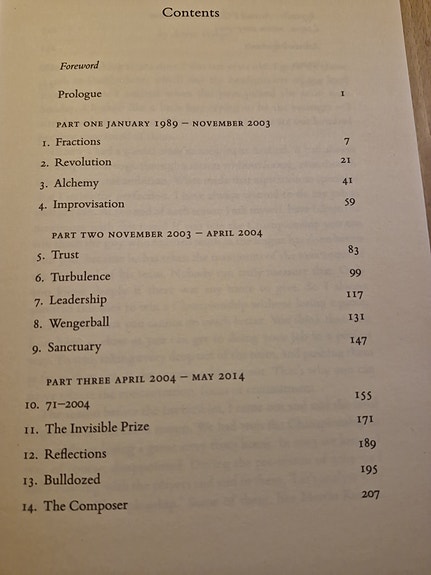 Contents
Foreword
Prologue 1
PART ONE JANUARY 1989 – NOVEMBER 2003
1. Fractions 7
2. Revolution 21
3. Alchemy 41
4. Improvisation 59
PART TWO NOVEMBER 2003 – APRIL 2004
5. Trust 83
6. Turbulence 99
7. Leadership 117
8. Wengerball 131
9. Sanctuary 147
PART THREE APRIL 2004 – MAY 2014
10. 71–2004 155
11. The Invisible Prize 171
12. Reflections 189
13. Bulldozed 195
14. The Composer 207